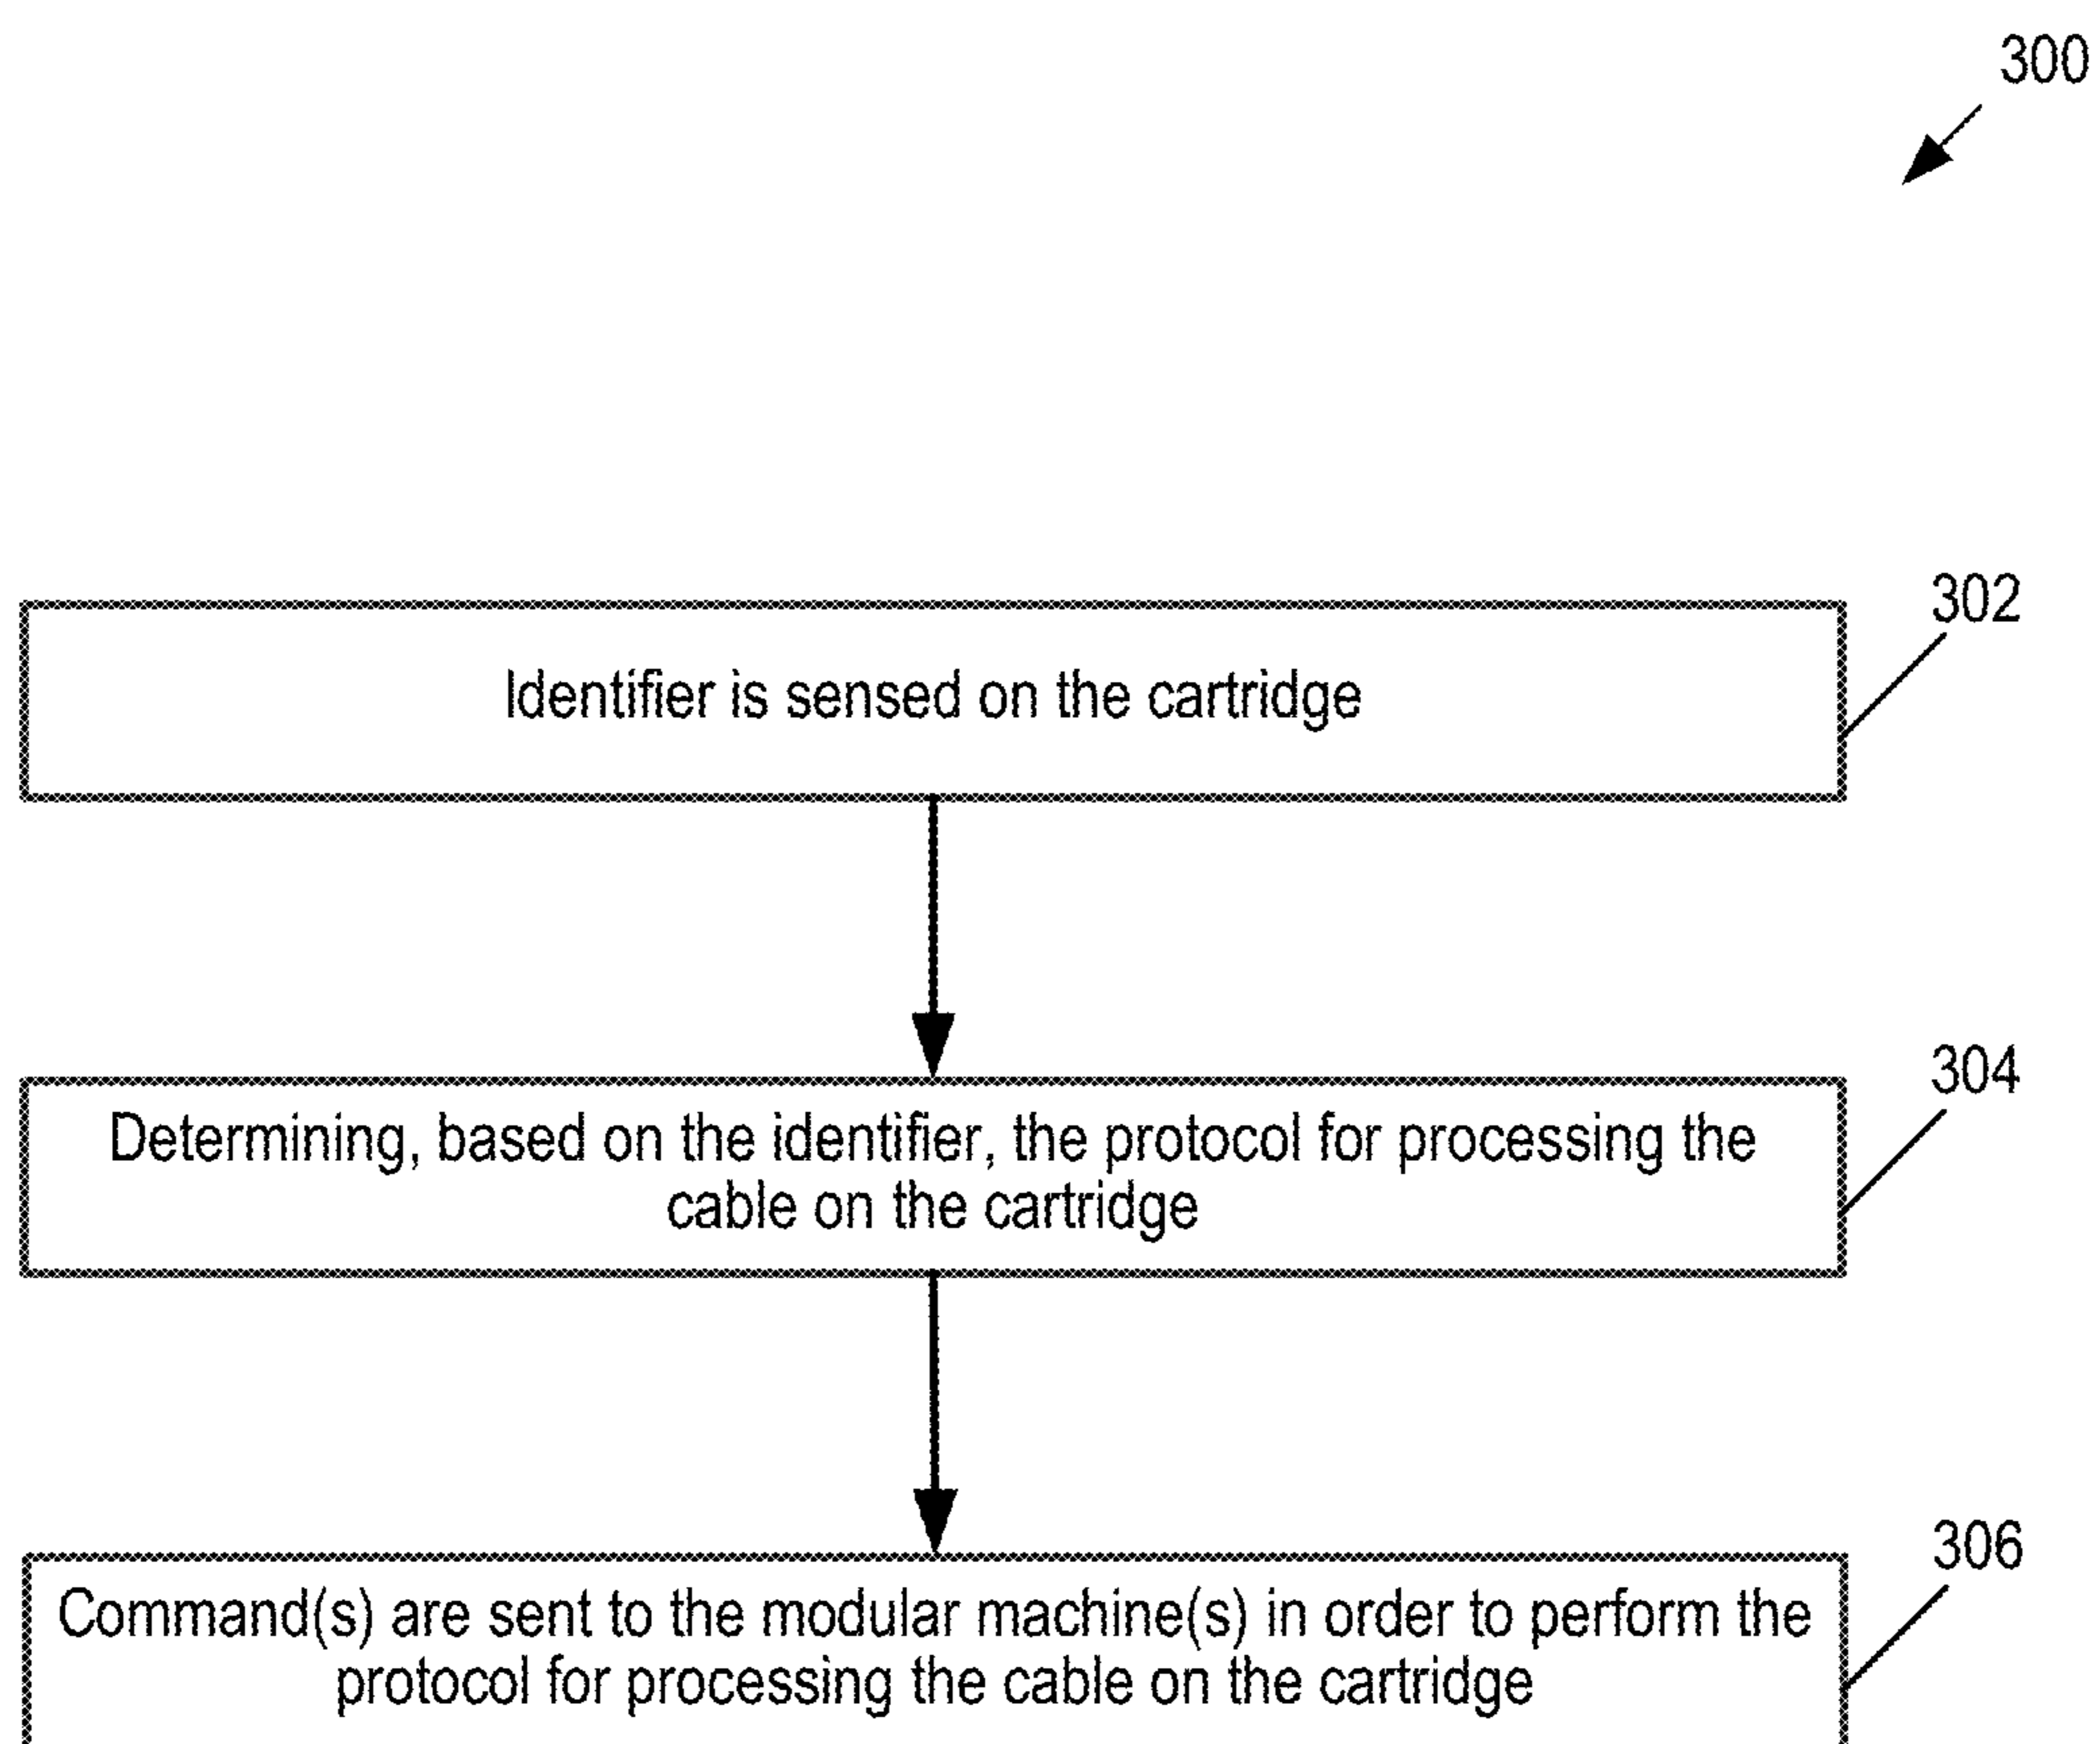 300
302
Identifier is sensed on the cartridge
304
Determining, based on the identifier, the protocol for processing the
cable on the cartridge
306
Command(s) are sent to the modular machine(s) in order to perform the
protocol for processing the cable on the cartridge